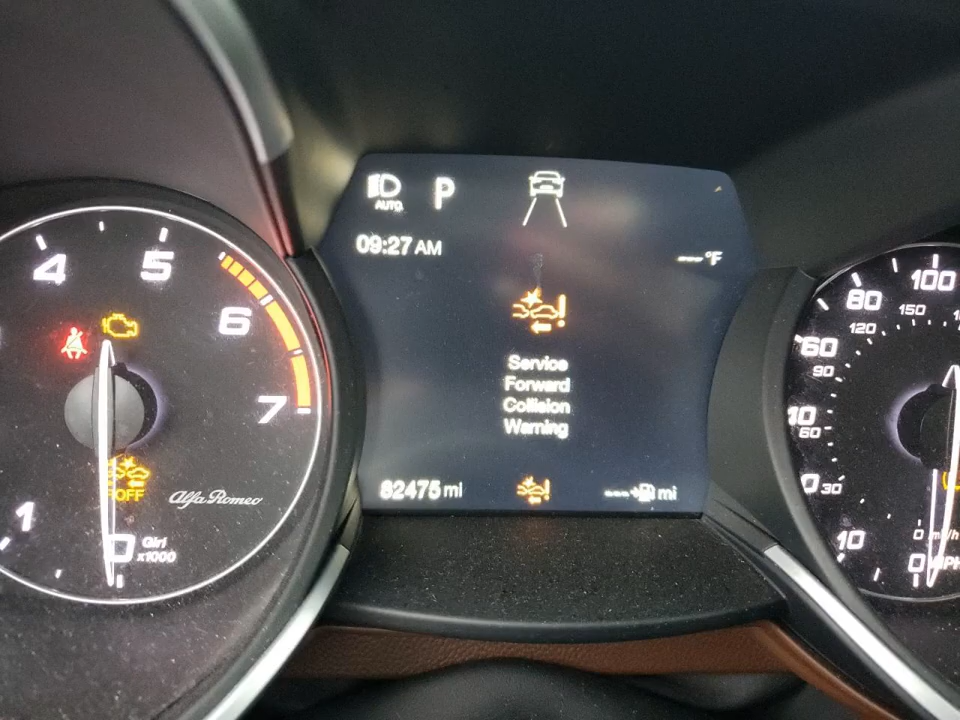 AUTO
P
09:27 AM
--- °F
Service
Forward
Collision
Warning
82475 mi
--- mi
4
5
6
7
1
0
OFF
Alfa Romeo
Giri
x1000
100
80
150
120
60
90
60
30
10
0
0